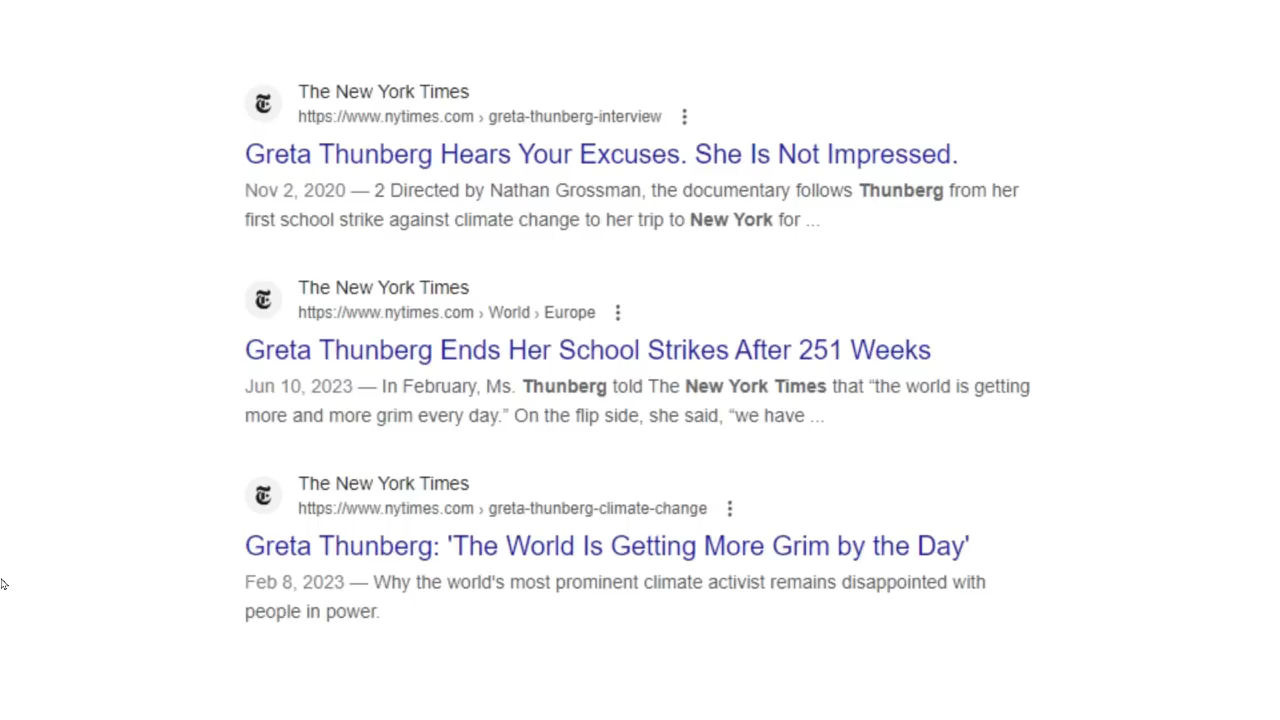 The New York Times
https://www.nytimes.com › greta-thunberg-interview
Greta Thunberg Hears Your Excuses. She Is Not Impressed.
Nov 2, 2020 — 2 Directed by Nathan Grossman, the documentary follows Thunberg from her
first school strike against climate change to her trip to New York for ...
The New York Times
https://www.nytimes.com › World › Europe
Greta Thunberg Ends Her School Strikes After 251 Weeks
Jun 10, 2023 — In February, Ms. Thunberg told The New York Times that “the world is getting
more and more grim every day.” On the flip side, she said, “we have ...
The New York Times
https://www.nytimes.com › greta-thunberg-climate-change
Greta Thunberg: 'The World Is Getting More Grim by the Day'
Feb 8, 2023 — Why the world's most prominent climate activist remains disappointed with
people in power.